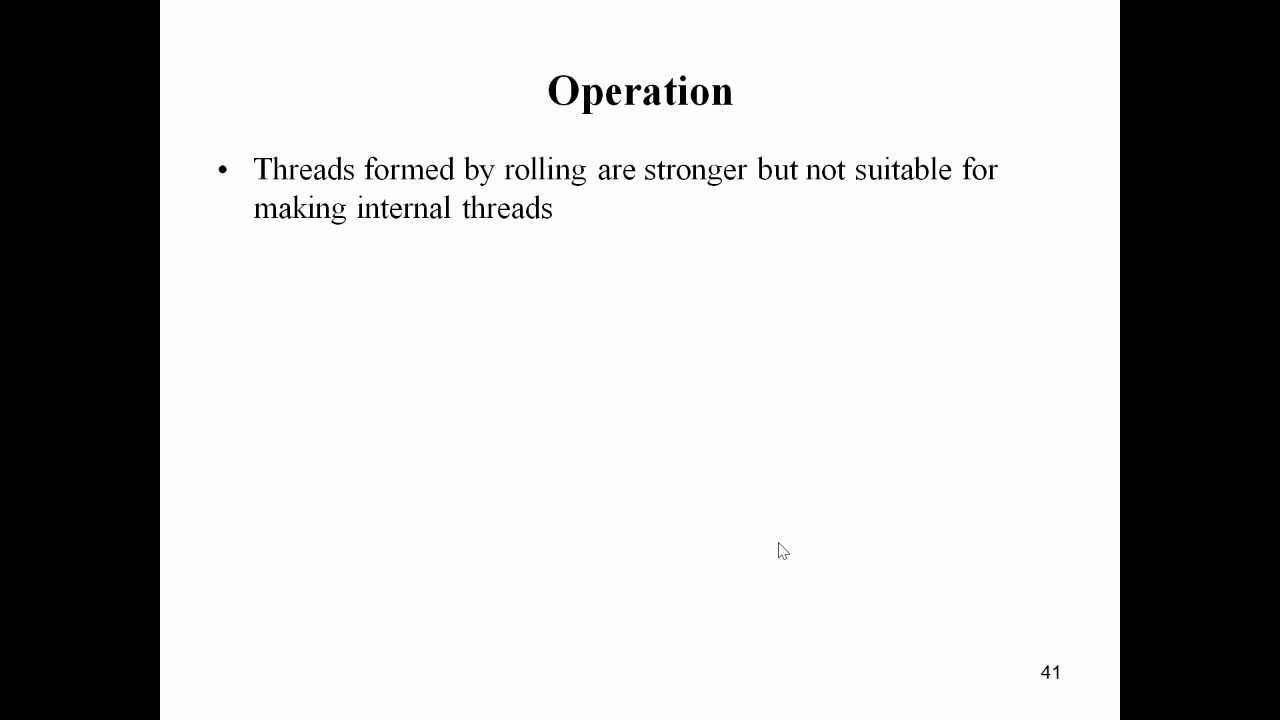 Operation
• Threads formed by rolling are stronger but not suitable for
making internal threads
41